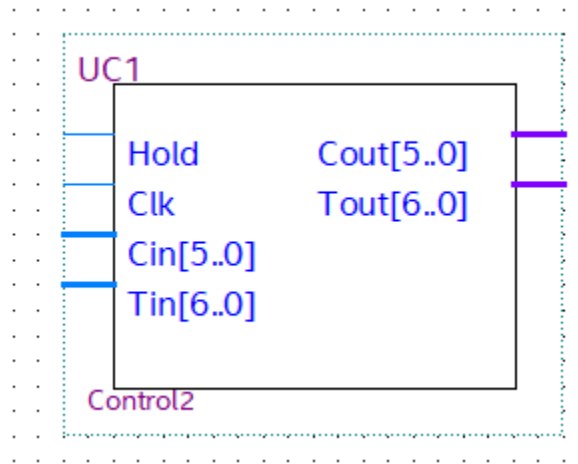 UC1
Hold Cout[5..0]
Clk Tout[6..0]
Cin[5..0]
Tin[6..0]
Control2